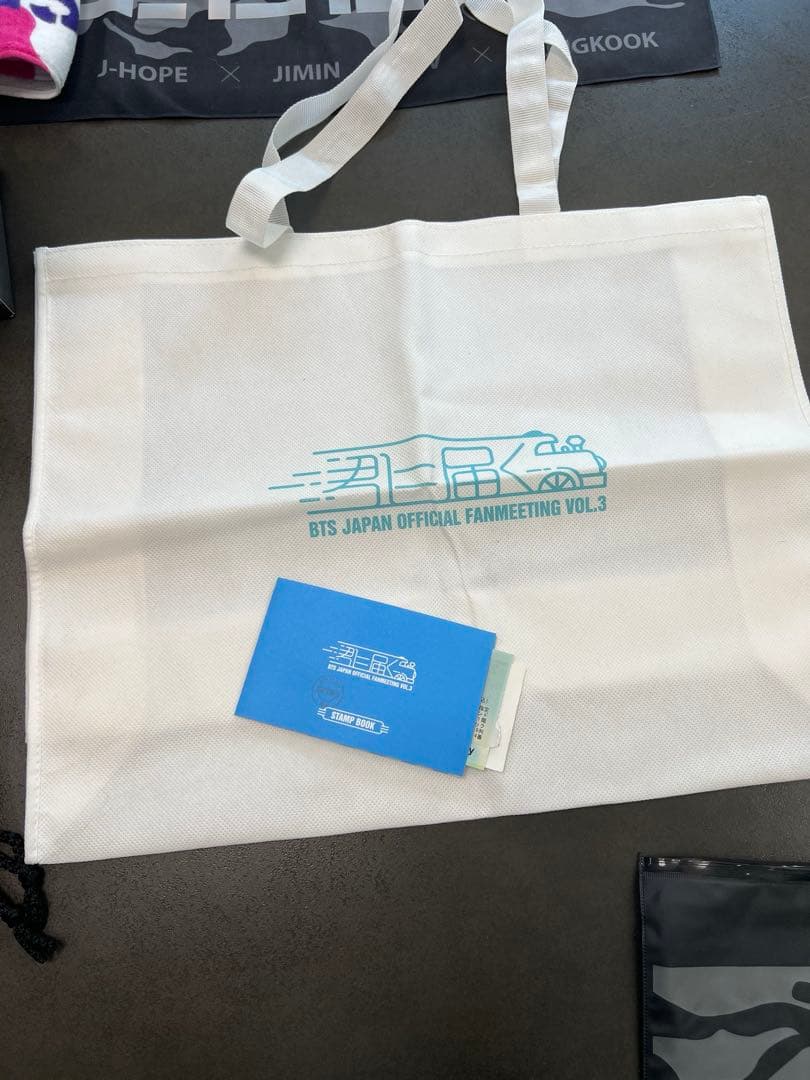 J-HOPE × JIMIN × V × NGKOOK
君に届く
BTS JAPAN OFFICIAL FANMEETING VOL.3
君に届く
BTS JAPAN OFFICIAL FANMEETING VOL.3
STAMP BOOK